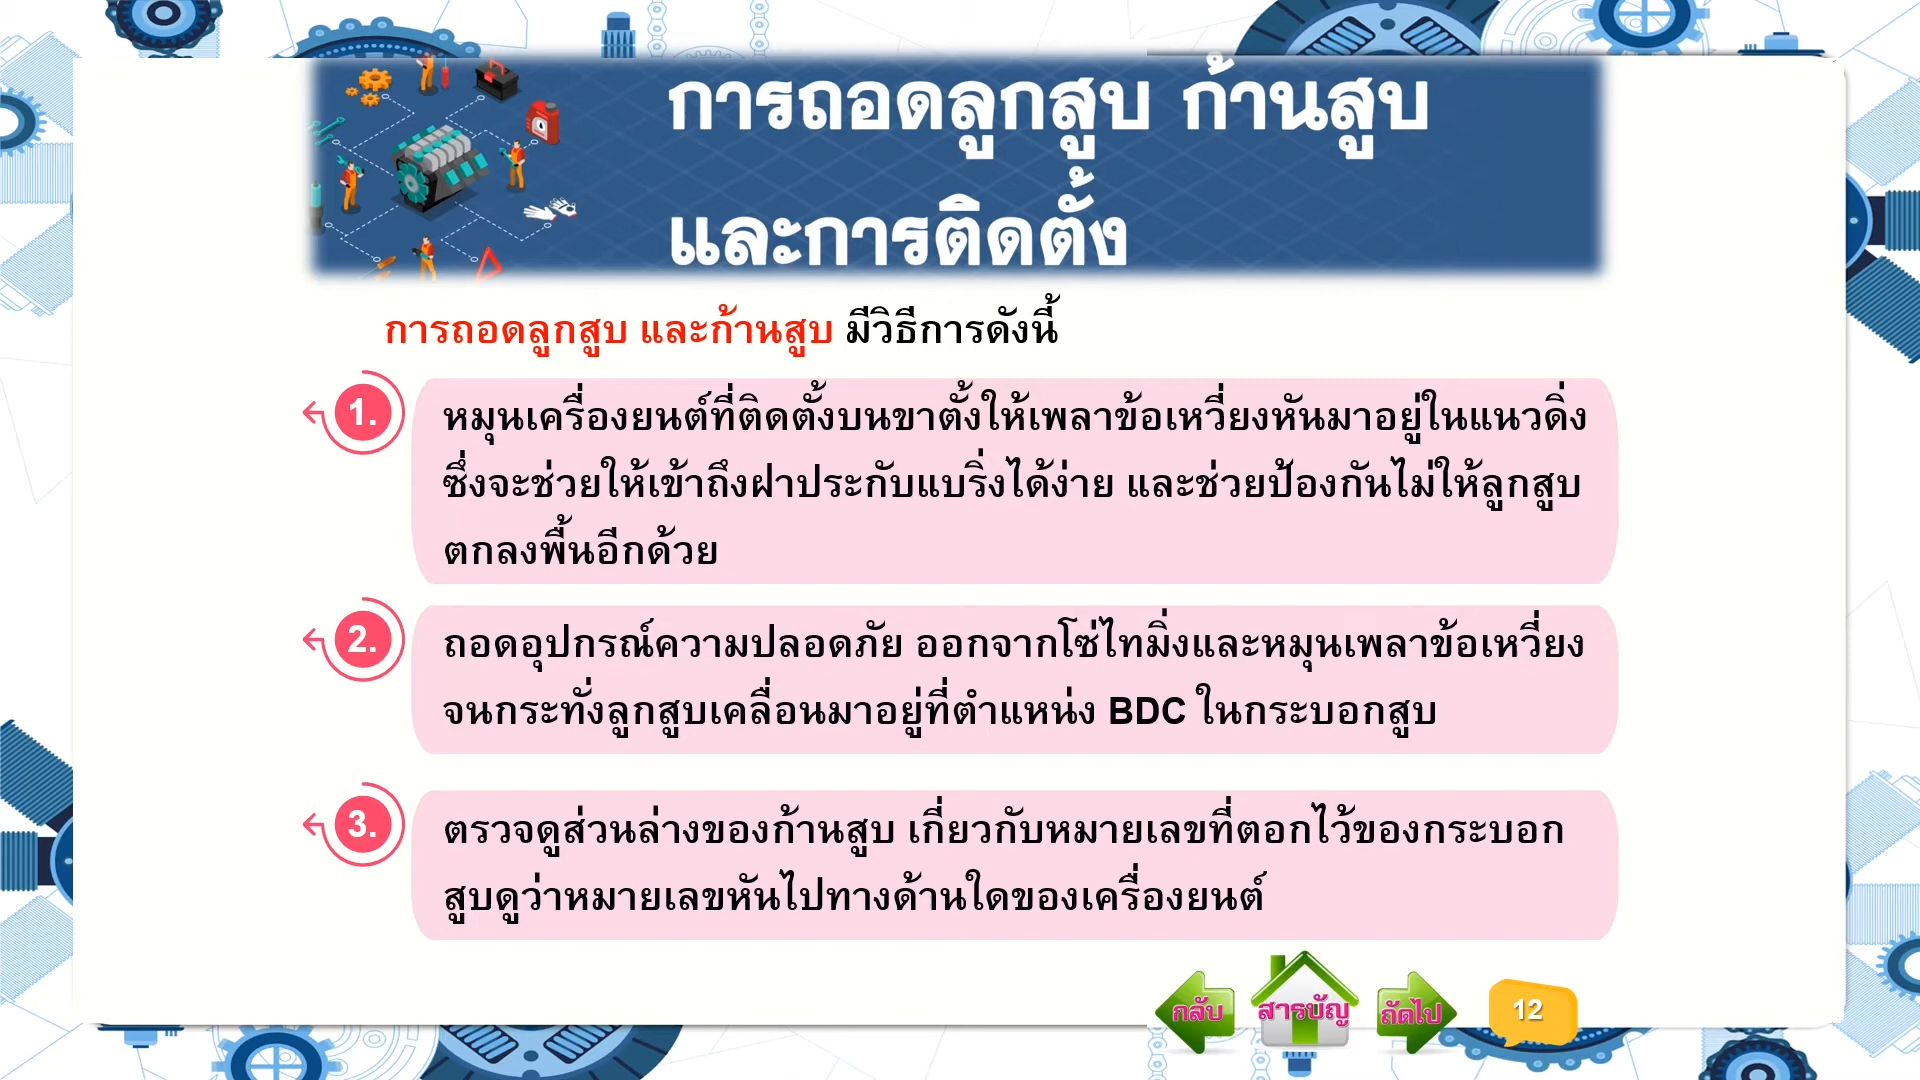 การถอดลูกสูบ ก้านสูบ
และการติดตั้ง
การถอดลูกสูบ และก้านสูบ มีวิธีการดังนี้
1.
หมุนเครื่องยนต์ที่ติดตั้งบนขาตั้งให้เพลาข้อเหวี่ยงหันมาอยู่ในแนวดิ่ง
ซึ่งจะช่วยให้เข้าถึงฝาประกับแบริ่งได้ง่าย และช่วยป้องกันไม่ให้ลูกสูบ
ตกลงพื้นอีกด้วย
2.
ถอดอุปกรณ์ความปลอดภัย ออกจากโซ่ไทมิ่งและหมุนเพลาข้อเหวี่ยง
จนกระทั่งลูกสูบเคลื่อนมาอยู่ที่ตำแหน่ง BDC ในกระบอกสูบ
3.
ตรวจดูส่วนล่างของก้านสูบ เกี่ยวกับหมายเลขที่ตอกไว้ของกระบอก
สูบดูว่าหมายเลขหันไปทางด้านใดของเครื่องยนต์
กลับ สารบัญ ถัดไป 12